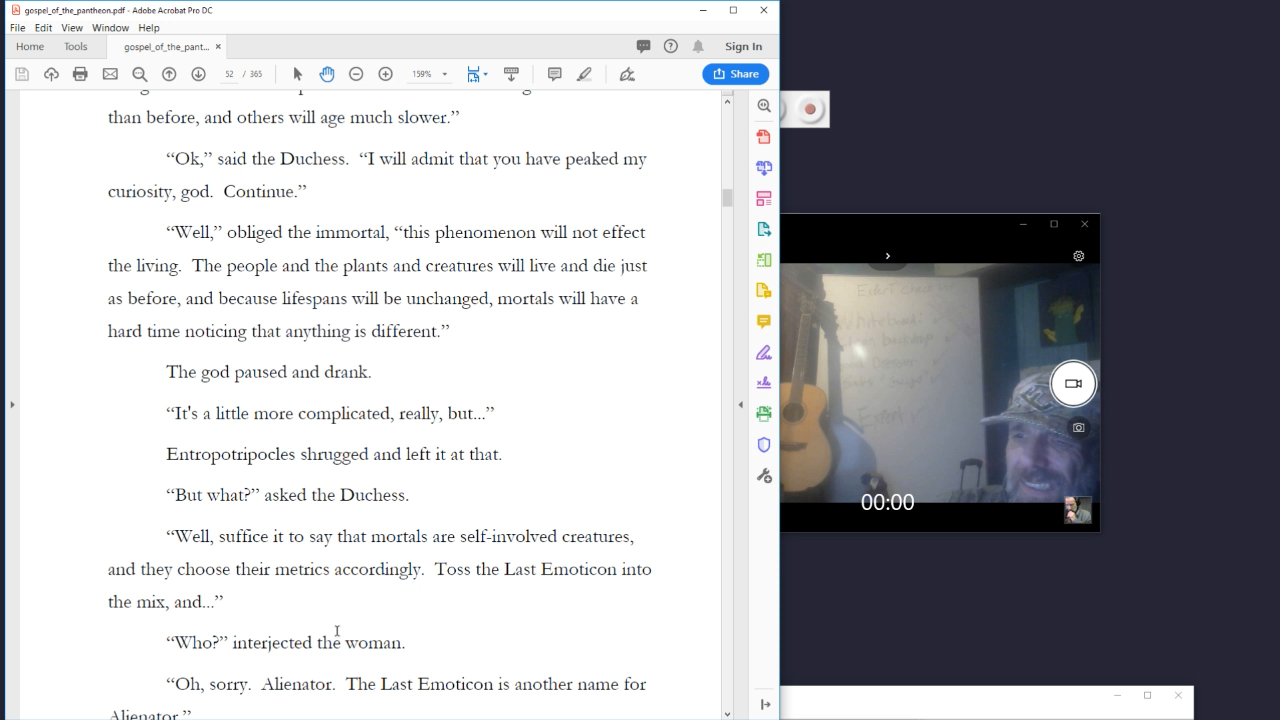 gospel_of_the_pantheon.pdf - Adobe Acrobat Pro DC
File Edit View Window Help
Home Tools gospel_of_the_pant... × Sign In
52 / 365 159% Share
than before, and others will age much slower.”
“Ok,” said the Duchess. “I will admit that you have peaked my
curiosity, god. Continue.”
“Well,” obliged the immortal, “this phenomenon will not effect
the living. The people and the plants and creatures will live and die just
as before, and because lifespans will be unchanged, mortals will have a
hard time noticing that anything is different.”
The god paused and drank.
“It's a little more complicated, really, but...”
Entropotripocles shrugged and left it at that.
“But what?” asked the Duchess.
“Well, suffice it to say that mortals are self-involved creatures,
and they choose their metrics accordingly. Toss the Last Emoticon into
the mix, and...”
“Who?” interjected the woman.
“Oh, sorry. Alienator. The Last Emoticon is another name for
Alienator.”
Expert
00:00